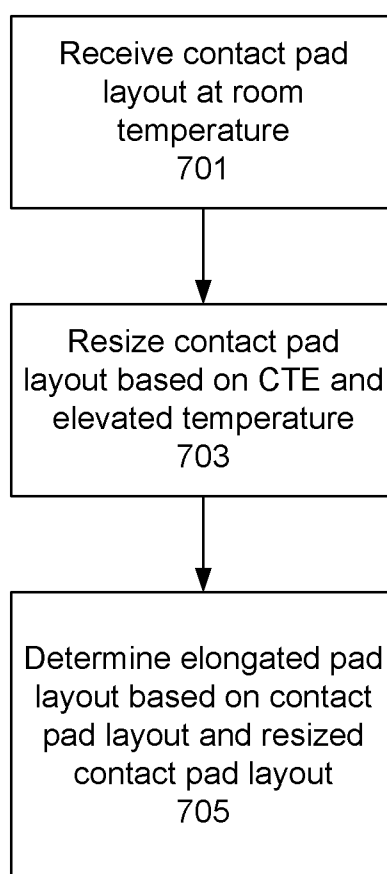 Receive contact pad
layout at room
temperature
701
Resize contact pad
layout based on CTE and
elevated temperature
703
Determine elongated pad
layout based on contact
pad layout and resized
contact pad layout
705